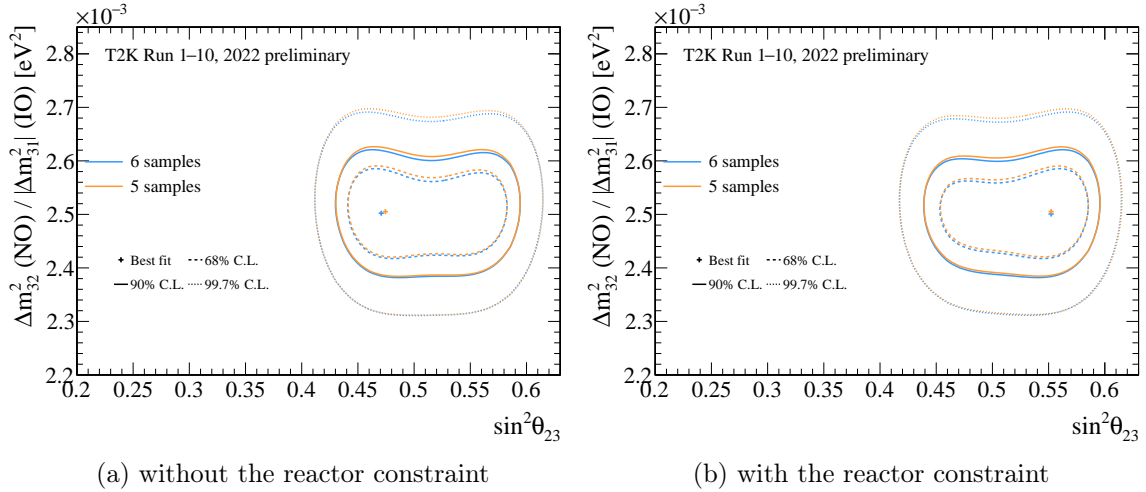 ×10⁻³
T2K Run 1–10, 2022 preliminary
Δm²₃₂ (NO) / |Δm²₃₁| (IO) [eV²]
2.8
2.7
2.6
2.5
2.4
2.3
2.2
6 samples
5 samples
Best fit
68% C.L.
90% C.L.
99.7% C.L.
0.2 0.25 0.3 0.35 0.4 0.45 0.5 0.55 0.6
sin²θ₂₃
(a) without the reactor constraint
×10⁻³
T2K Run 1–10, 2022 preliminary
Δm²₃₂ (NO) / |Δm²₃₁| (IO) [eV²]
2.8
2.7
2.6
2.5
2.4
2.3
2.2
6 samples
5 samples
Best fit
68% C.L.
90% C.L.
99.7% C.L.
0.2 0.25 0.3 0.35 0.4 0.45 0.5 0.55 0.6
sin²θ₂₃
(b) with the reactor constraint